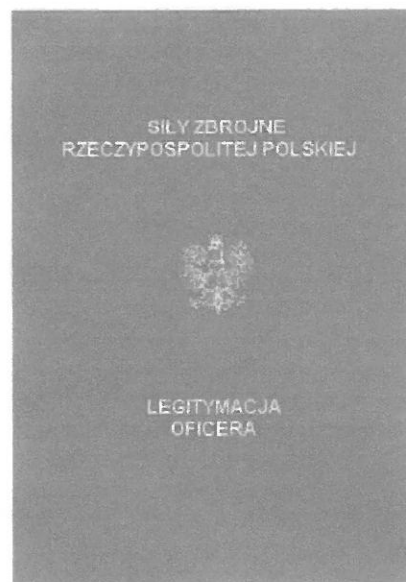 SIŁY ZBROJNE
RZECZYPOSPOLITEJ POLSKIEJ
LEGITYMACJA
OFICERA